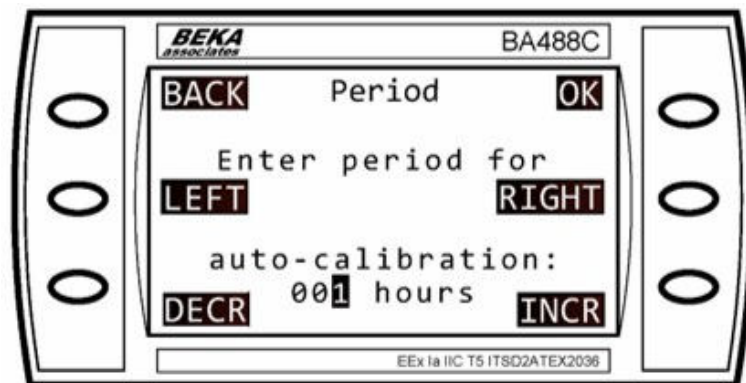 BEKA associates BA488C
BACK Period OK
Enter period for
LEFT RIGHT
auto-calibration:
DECR 001 hours INCR
EEx ia IIC T5 ITSD2ATEX2036